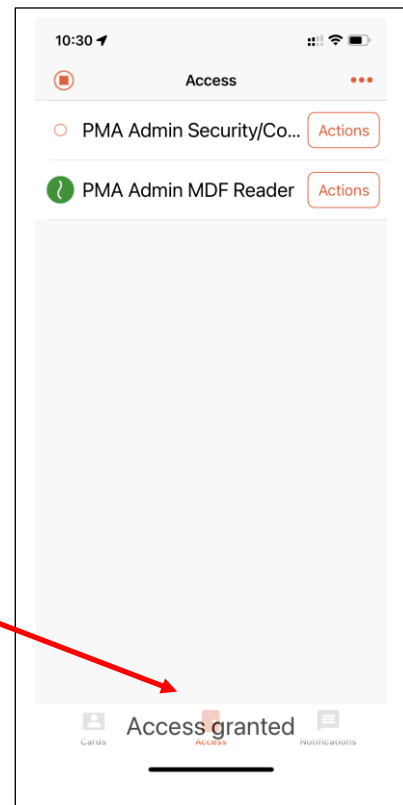 10:30
Access
PMA Admin Security/Co... Actions
PMA Admin MDF Reader Actions
Access granted
Cards Access Notifications